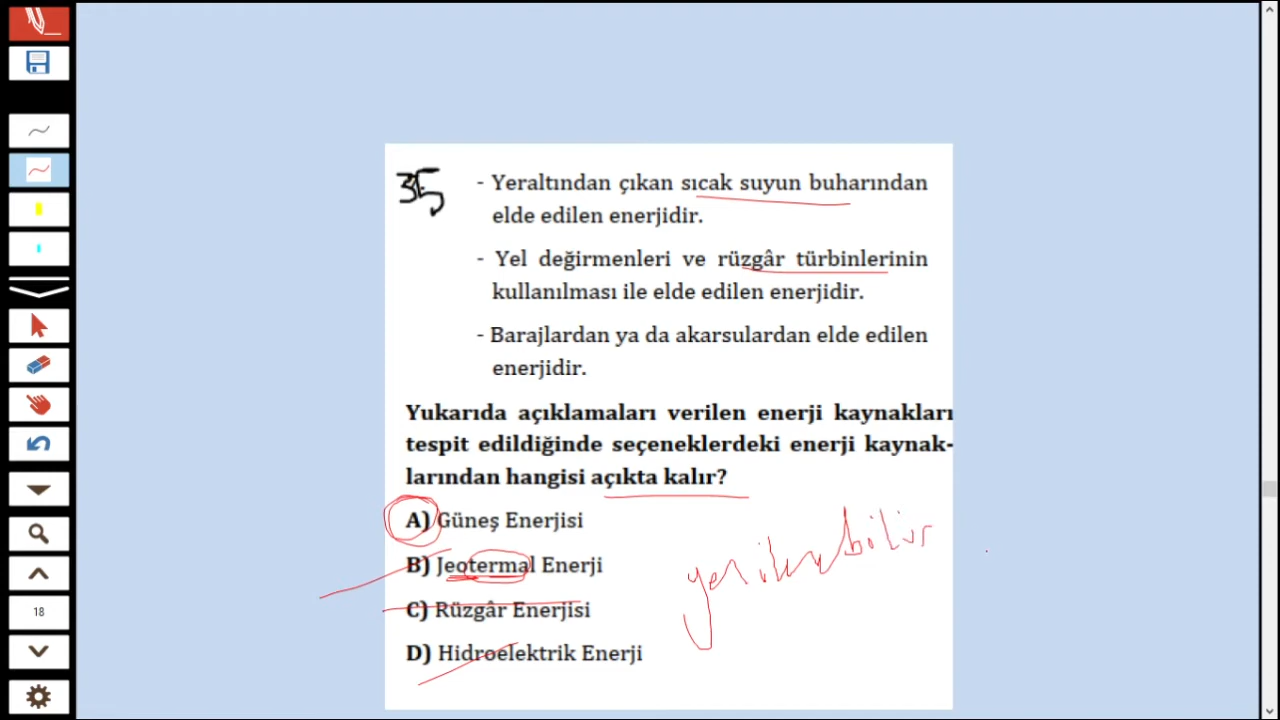 35
- Yeraltından çıkan sıcak suyun buharından
elde edilen enerjidir.
- Yel değirmenleri ve rüzgâr türbinlerinin
kullanılması ile elde edilen enerjidir.
- Barajlardan ya da akarsulardan elde edilen
enerjidir.
Yukarıda açıklamaları verilen enerji kaynakları
tespit edildiğinde seçeneklerdeki enerji kaynak-
larından hangisi açıkta kalır?
A) Güneş Enerjisi
B) Jeotermal Enerji
C) Rüzgâr Enerjisi
D) Hidroelektrik Enerji
yenilenebilir
18